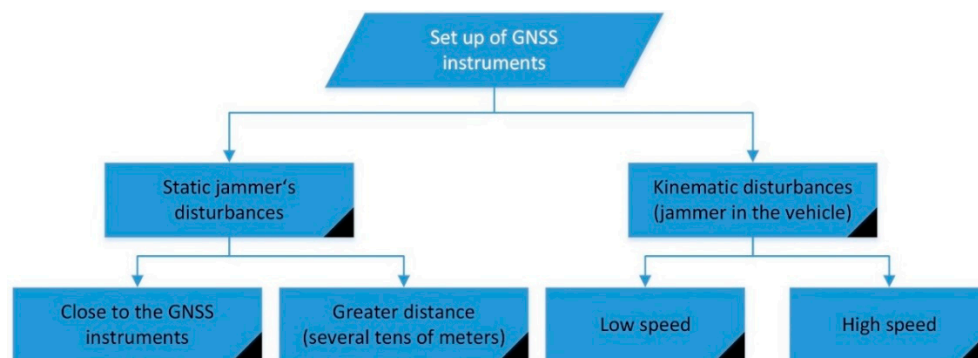 Set up of GNSS
instruments
Static jammer‘s
disturbances
Kinematic disturbances
(jammer in the vehicle)
Close to the GNSS
instruments
Greater distance
(several tens of meters)
Low speed
High speed